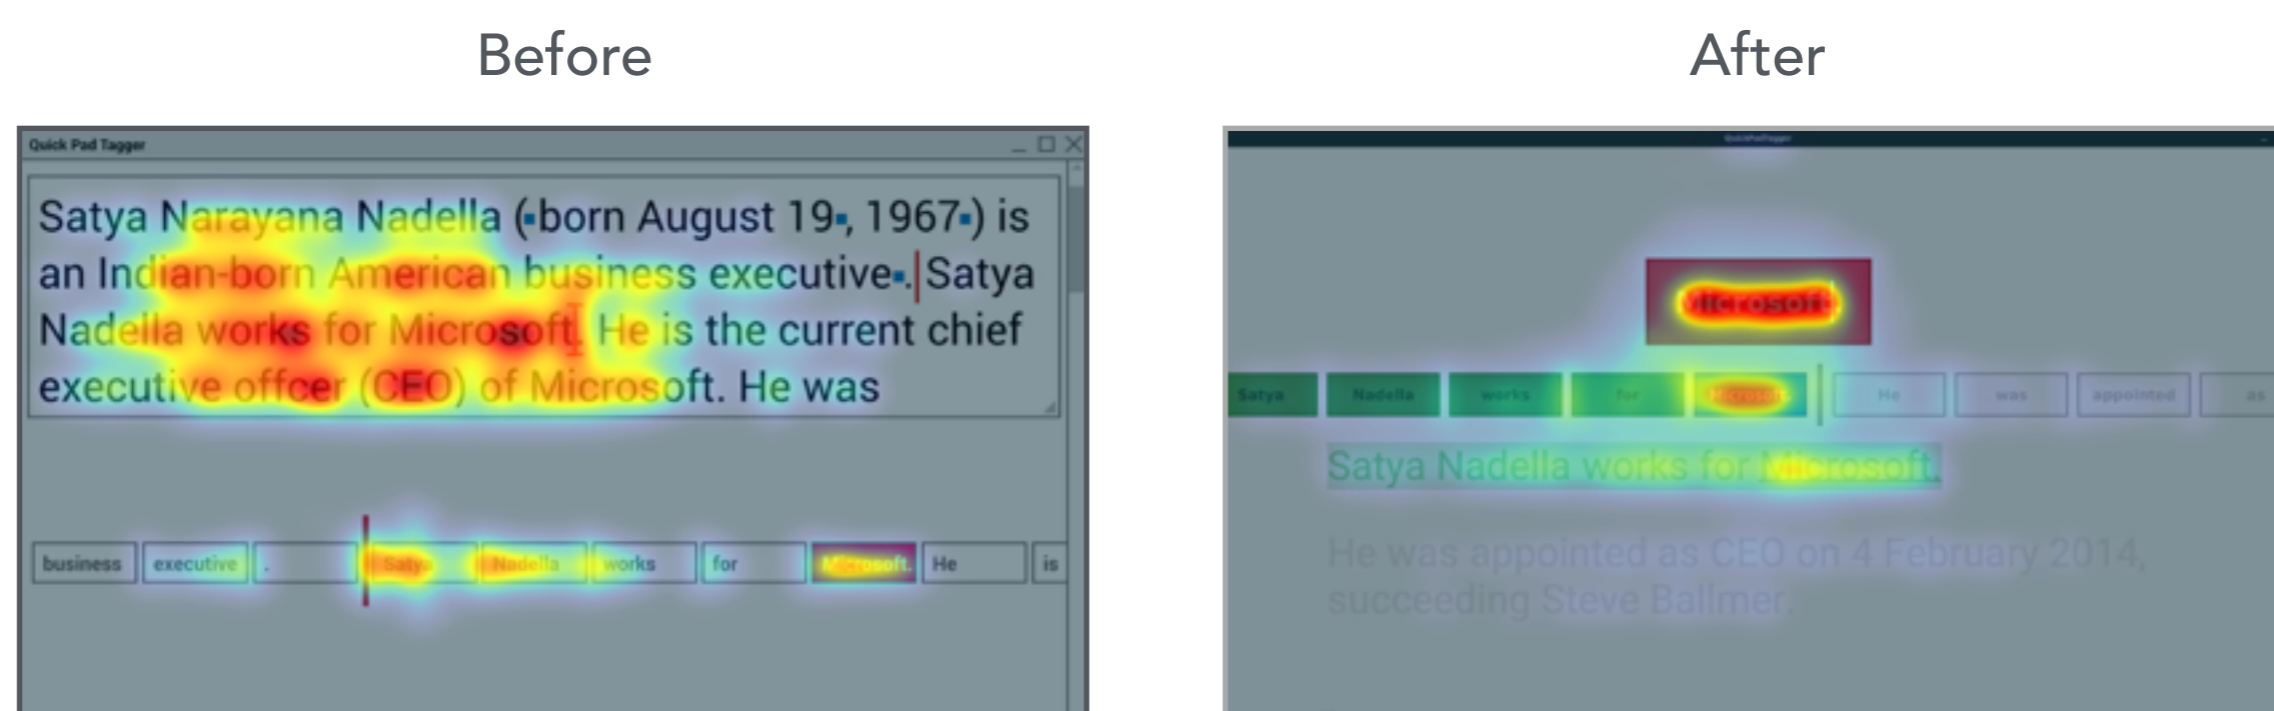 Before
Quick Pad Tagger
Satya Narayana Nadella (▪born August 19▪, 1967▪) is
an Indian-born American business executive▪.|Satya
Nadella works for Microsoft. He is the current chief
executive offcer (CEO) of Microsoft. He was
business executive . Satya Nadella works for Microsoft. He is
After
QuickPadTagger
Microsoft.
Satya Nadella works for Microsoft. He was appointed as
Satya Nadella works for Microsoft.
He was appointed as CEO on 4 February 2014,
succeeding Steve Ballmer.